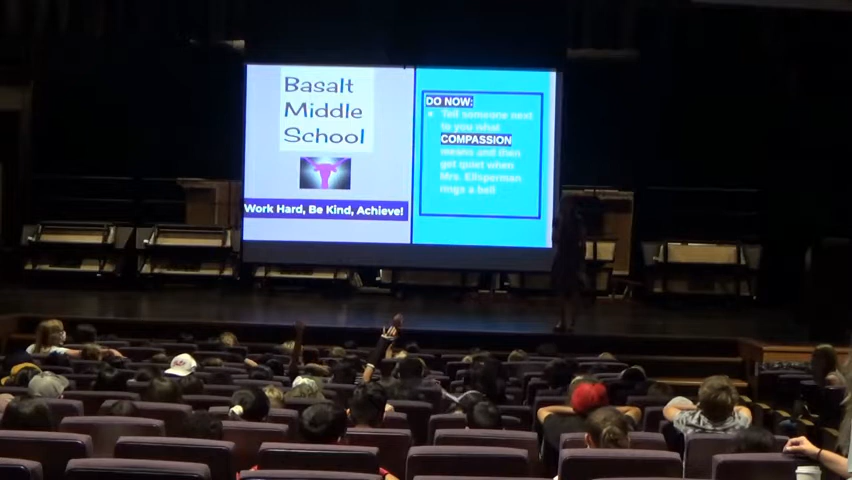 Basalt
Middle
School
Work Hard, Be Kind, Achieve!
DO NOW:
Tell someone next
to you what
COMPASSION
means and then
get quiet when
Mrs. Ellsperman
rings a bell